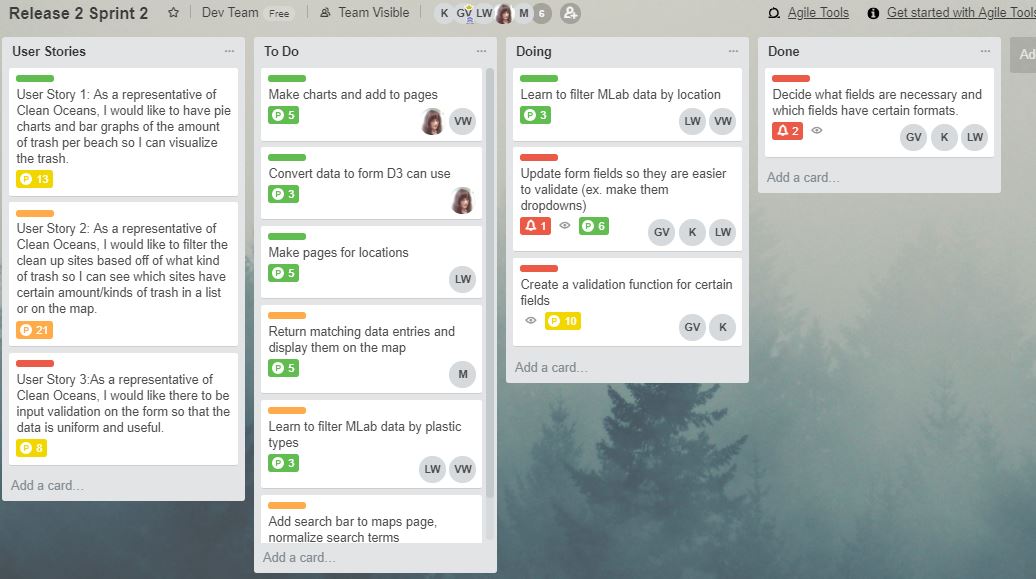 Release 2 Sprint 2
Dev Team Free
Team Visible
K GV LW M 6
Agile Tools
Get started with Agile Tools
User Stories
User Story 1: As a representative of
Clean Oceans, I would like to have pie
charts and bar graphs of the amount
of trash per beach so I can visualize
the trash.
P 13
User Story 2: As a representative of
Clean Oceans, I would like to filter the
clean up sites based off of what kind
of trash so I can see which sites have
certain amount/kinds of trash in a list
or on the map.
P 21
User Story 3:As a representative of
Clean Oceans, I would like there to be
input validation on the form so that the
data is uniform and useful.
P 8
Add a card...
To Do
Make charts and add to pages
P 5
VW
Convert data to form D3 can use
P 3
Make pages for locations
P 5
LW
Return matching data entries and
display them on the map
P 5
M
Learn to filter MLab data by plastic
types
P 3
LW VW
Add search bar to maps page,
normalize search terms
Add a card...
Doing
Learn to filter MLab data by location
P 3
LW VW
Update form fields so they are easier
to validate (ex. make them
dropdowns)
1 P 6
GV K LW
Create a validation function for certain
fields
P 10
GV K
Add a card...
Done
Decide what fields are necessary and
which fields have certain formats.
2
GV K LW
Add a card...
Ad